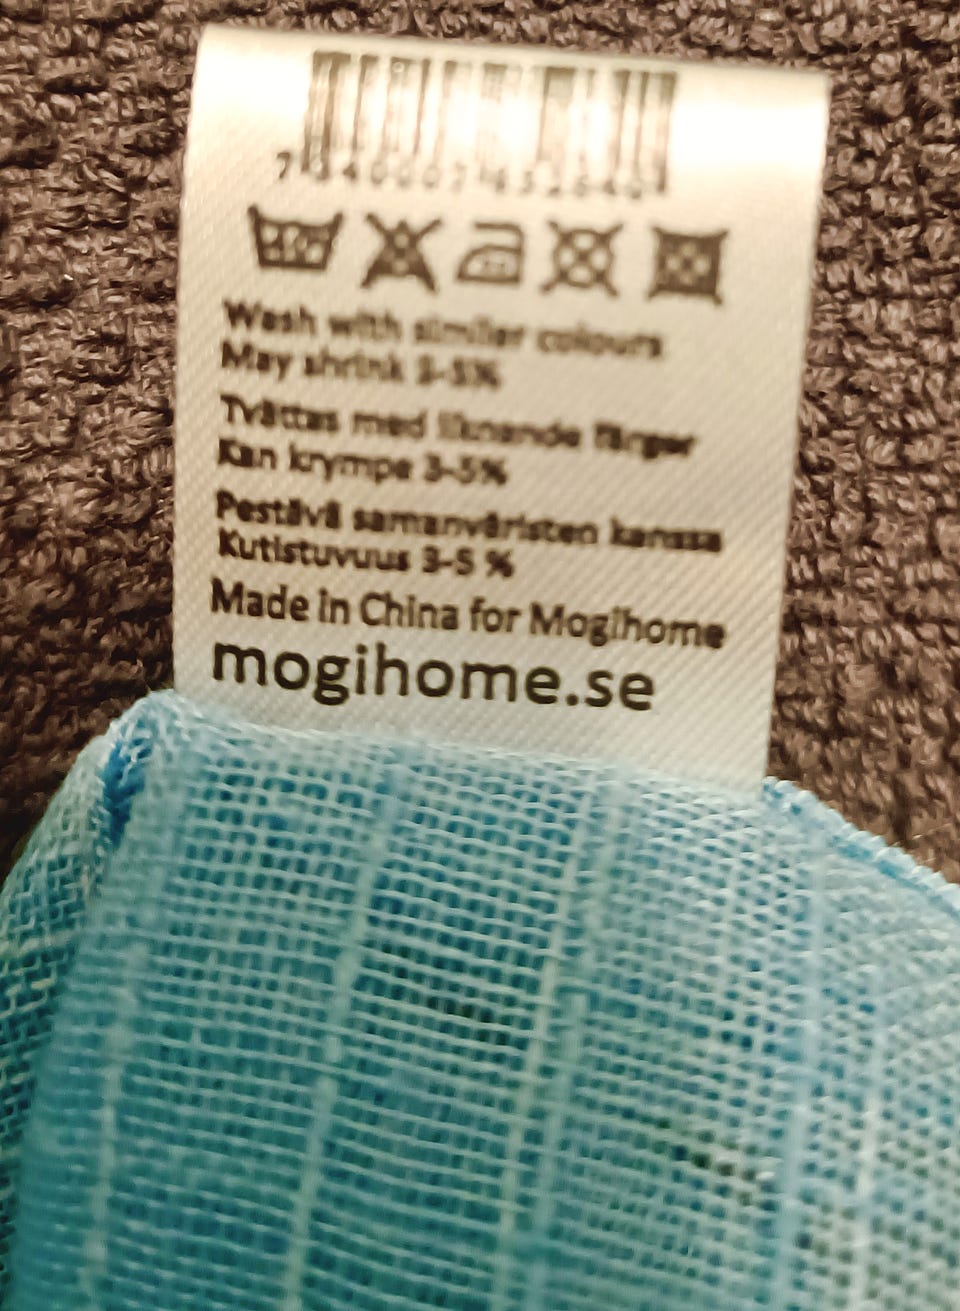 Wash with similar colours
May shrink 3-5%
Tvättas med liknande färger
Kan krympa 3-5%
Pestävä samanväristen kanssa
Kutistuvuus 3-5 %
Made in China for Mogihome
mogihome.se